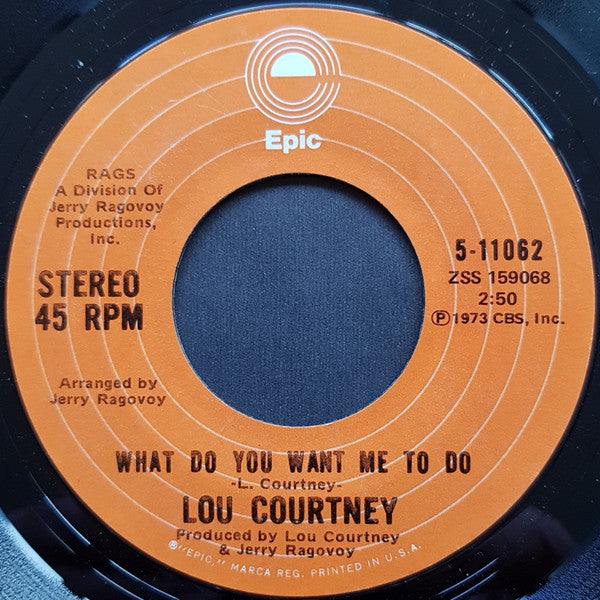 Epic
RAGS
A Division Of
Jerry Ragovoy
Productions,
Inc.
STEREO
45 RPM
5-11062
ZSS 159068
2:50
Ⓟ1973 CBS, Inc.
Arranged by
Jerry Ragovoy
WHAT DO YOU WANT ME TO DO
-L. Courtney-
LOU COURTNEY
Produced by Lou Courtney
& Jerry Ragovoy
®"EPIC," MARCA REG. PRINTED IN U.S.A.